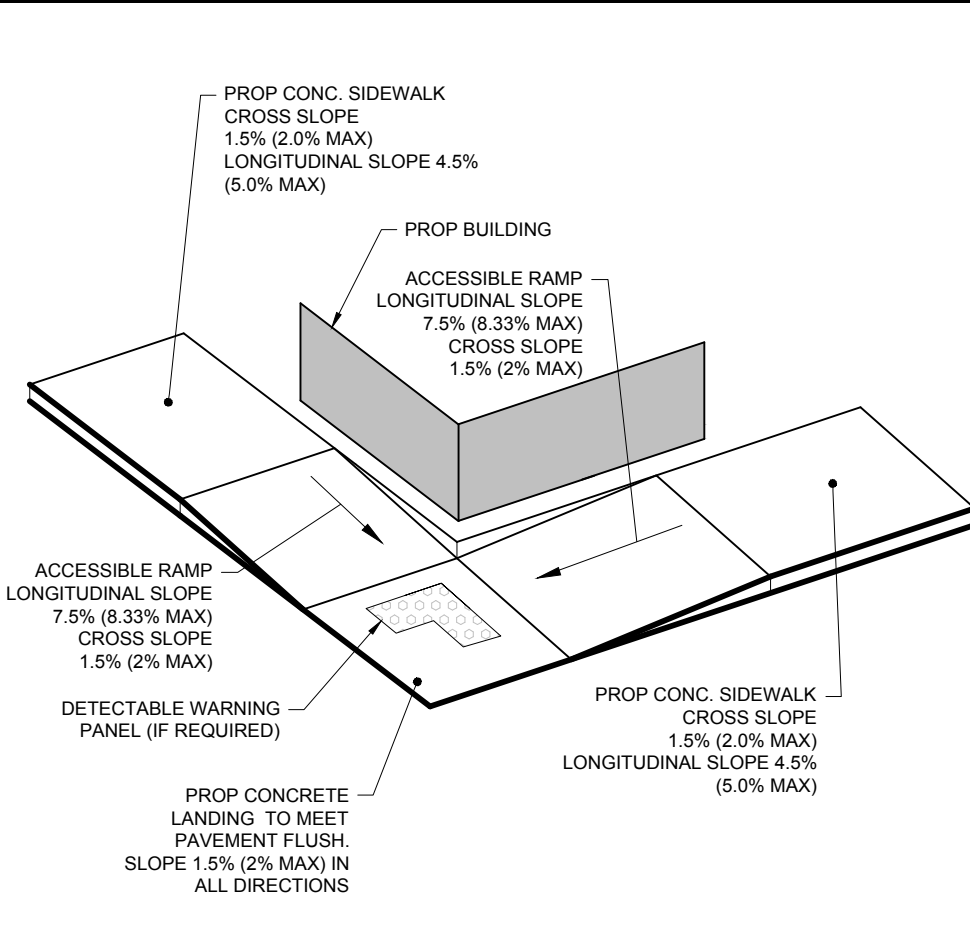 PROP CONC. SIDEWALK
CROSS SLOPE
1.5% (2.0% MAX)
LONGITUDINAL SLOPE 4.5%
(5.0% MAX)
PROP BUILDING
ACCESSIBLE RAMP
LONGITUDINAL SLOPE
7.5% (8.33% MAX)
CROSS SLOPE
1.5% (2% MAX)
ACCESSIBLE RAMP
LONGITUDINAL SLOPE
7.5% (8.33% MAX)
CROSS SLOPE
1.5% (2% MAX)
DETECTABLE WARNING
PANEL (IF REQUIRED)
PROP CONC. SIDEWALK
CROSS SLOPE
1.5% (2.0% MAX)
LONGITUDINAL SLOPE 4.5%
(5.0% MAX)
PROP CONCRETE
LANDING TO MEET
PAVEMENT FLUSH.
SLOPE 1.5% (2% MAX) IN
ALL DIRECTIONS